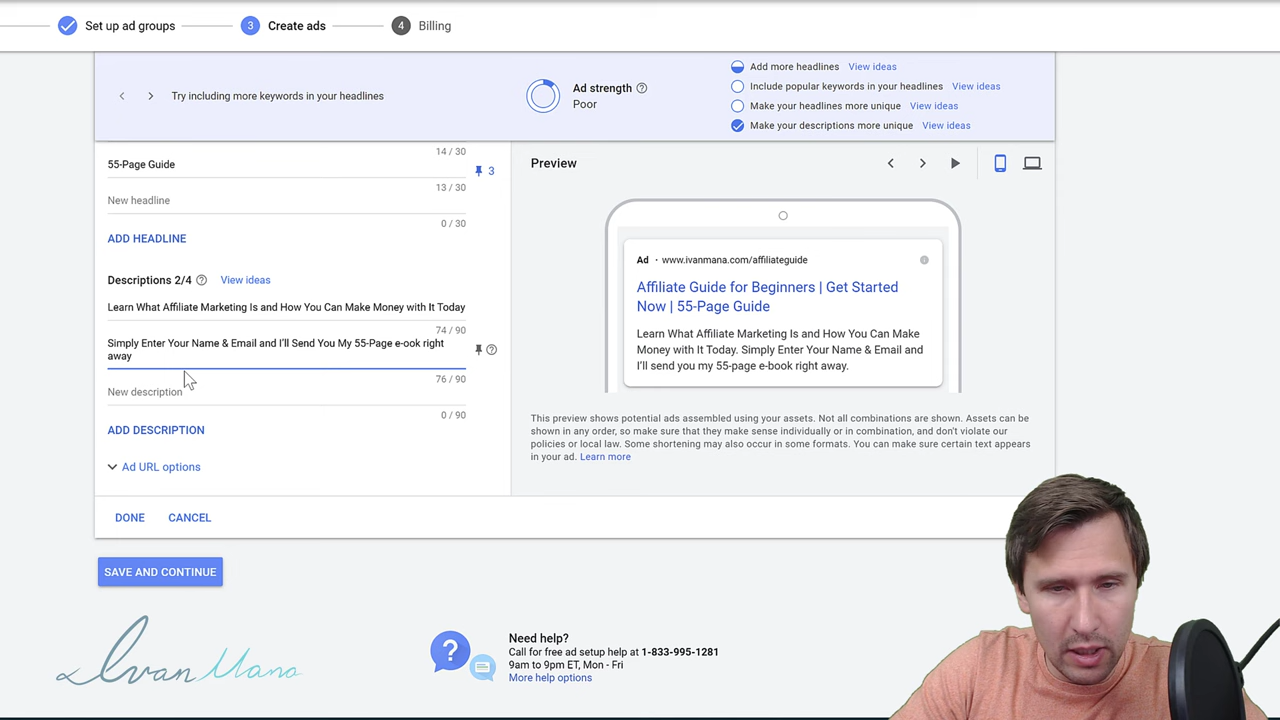 Set up ad groups
3 Create ads
4 Billing
Try including more keywords in your headlines
Ad strength ?
Poor
Add more headlines View ideas
Include popular keywords in your headlines View ideas
Make your headlines more unique View ideas
Make your descriptions more unique View ideas
14 / 30
55-Page Guide
3
13 / 30
New headline
0 / 30
ADD HEADLINE
Descriptions 2/4 ? View ideas
Learn What Affiliate Marketing Is and How You Can Make Money with It Today
74 / 90
Simply Enter Your Name & Email and I'll Send You My 55-Page e-ook right
away
?
76 / 90
New description
0 / 90
ADD DESCRIPTION
Ad URL options
DONE CANCEL
SAVE AND CONTINUE
Preview
Ad · www.ivanmana.com/affiliateguide
Affiliate Guide for Beginners | Get Started
Now | 55-Page Guide
Learn What Affiliate Marketing Is and How You Can Make
Money with It Today. Simply Enter Your Name & Email and
I'll send you my 55-page e-book right away.
This preview shows potential ads assembled using your assets. Not all combinations are shown. Assets can
be shown in any order, so make sure that they make sense individually or in combination, and don't violate our
policies or local law. Some shortening may also occur in some formats. You can make sure certain text appears
in your ad. Learn more
Ivan Mana
?
Need help?
Call for free ad setup help at 1-833-995-1281
9am to 9pm ET, Mon - Fri
More help options